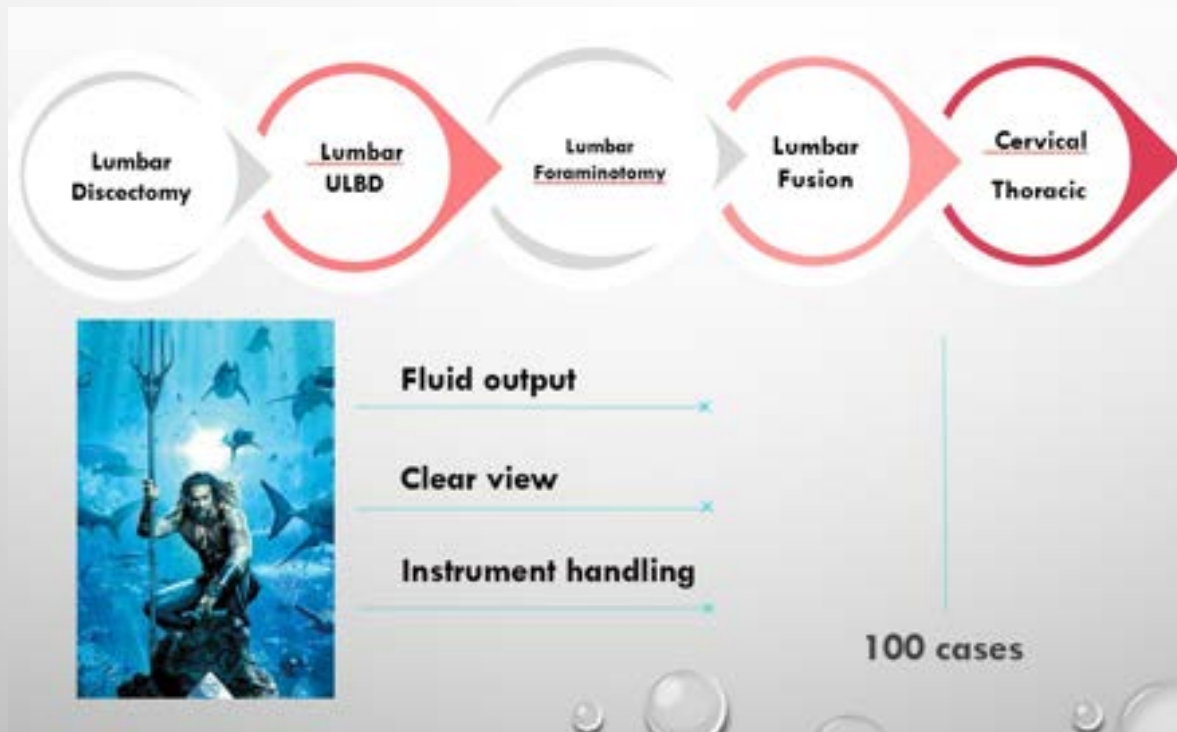 Lumbar
Discectomy
Lumbar
ULBD
Lumbar
Foraminotomy
Lumbar
Fusion
Cervical
Thoracic
Fluid output
Clear view
Instrument handling
100 cases